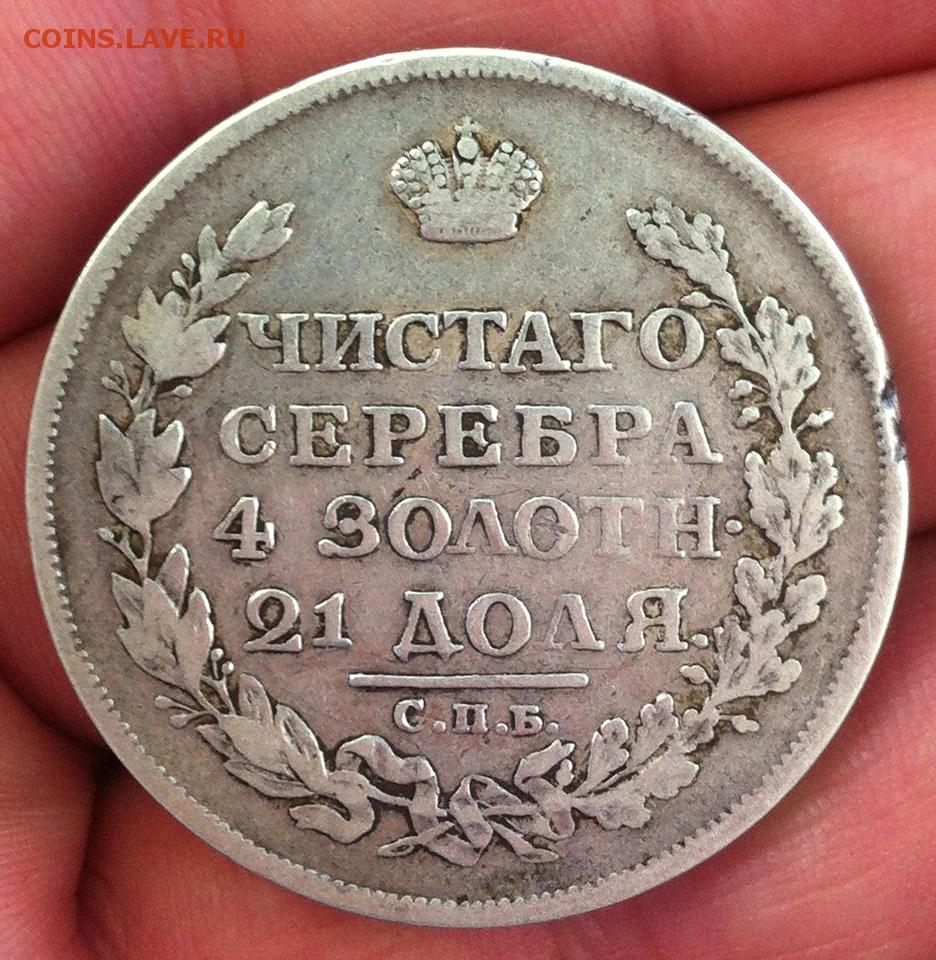 COINS.LAVE.RU
ЧИСТАГО
СЕРЕБРА
4 ЗОЛОТН·
21 ДОЛЯ.
С.П.Б.